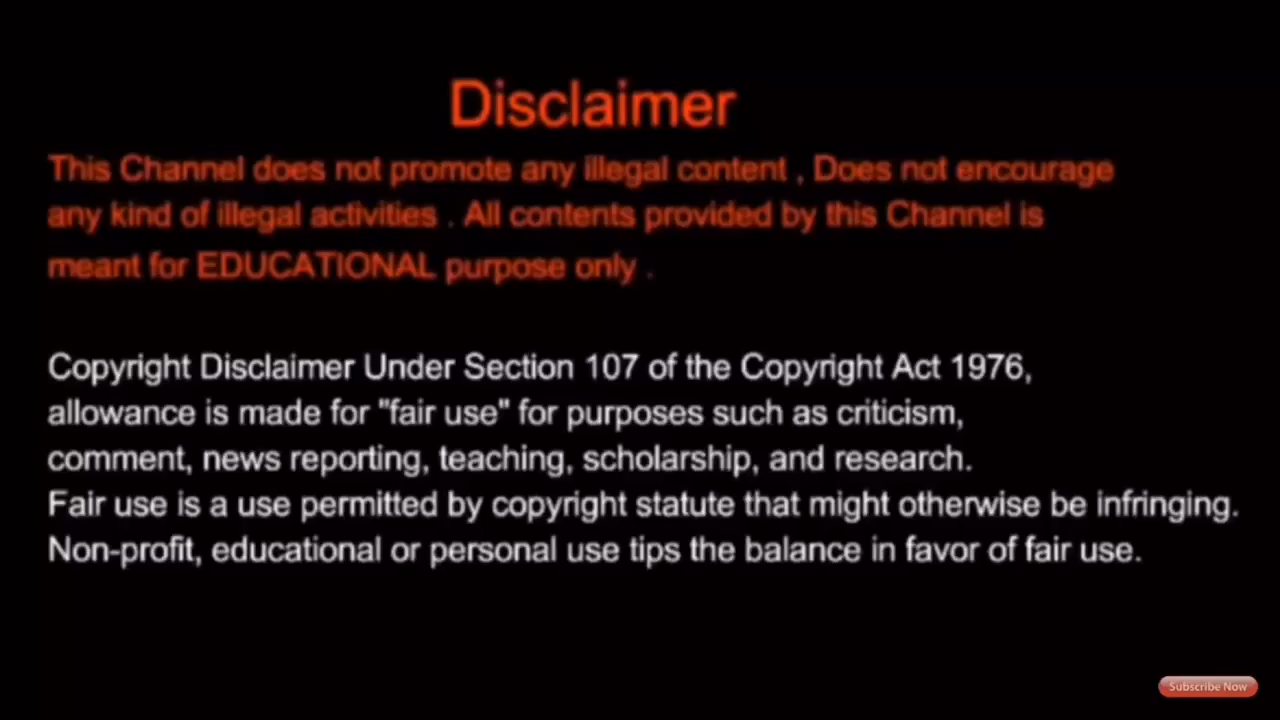 Disclaimer
This Channel does not promote any illegal content , Does not encourage
any kind of illegal activities . All contents provided by this Channel is
meant for EDUCATIONAL purpose only .
Copyright Disclaimer Under Section 107 of the Copyright Act 1976,
allowance is made for "fair use" for purposes such as criticism,
comment, news reporting, teaching, scholarship, and research.
Fair use is a use permitted by copyright statute that might otherwise be infringing.
Non-profit, educational or personal use tips the balance in favor of fair use.
Subscribe Now